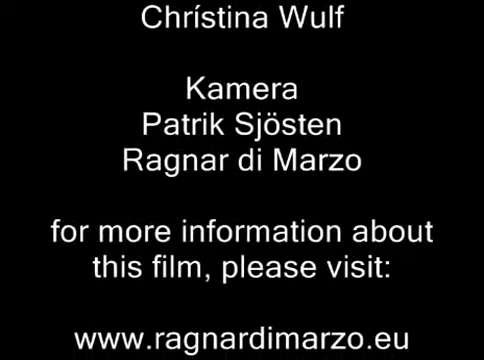 Chrístina Wulf
Kamera
Patrik Sjösten
Ragnar di Marzo
for more information about
this film, please visit:
www.ragnardimarzo.eu